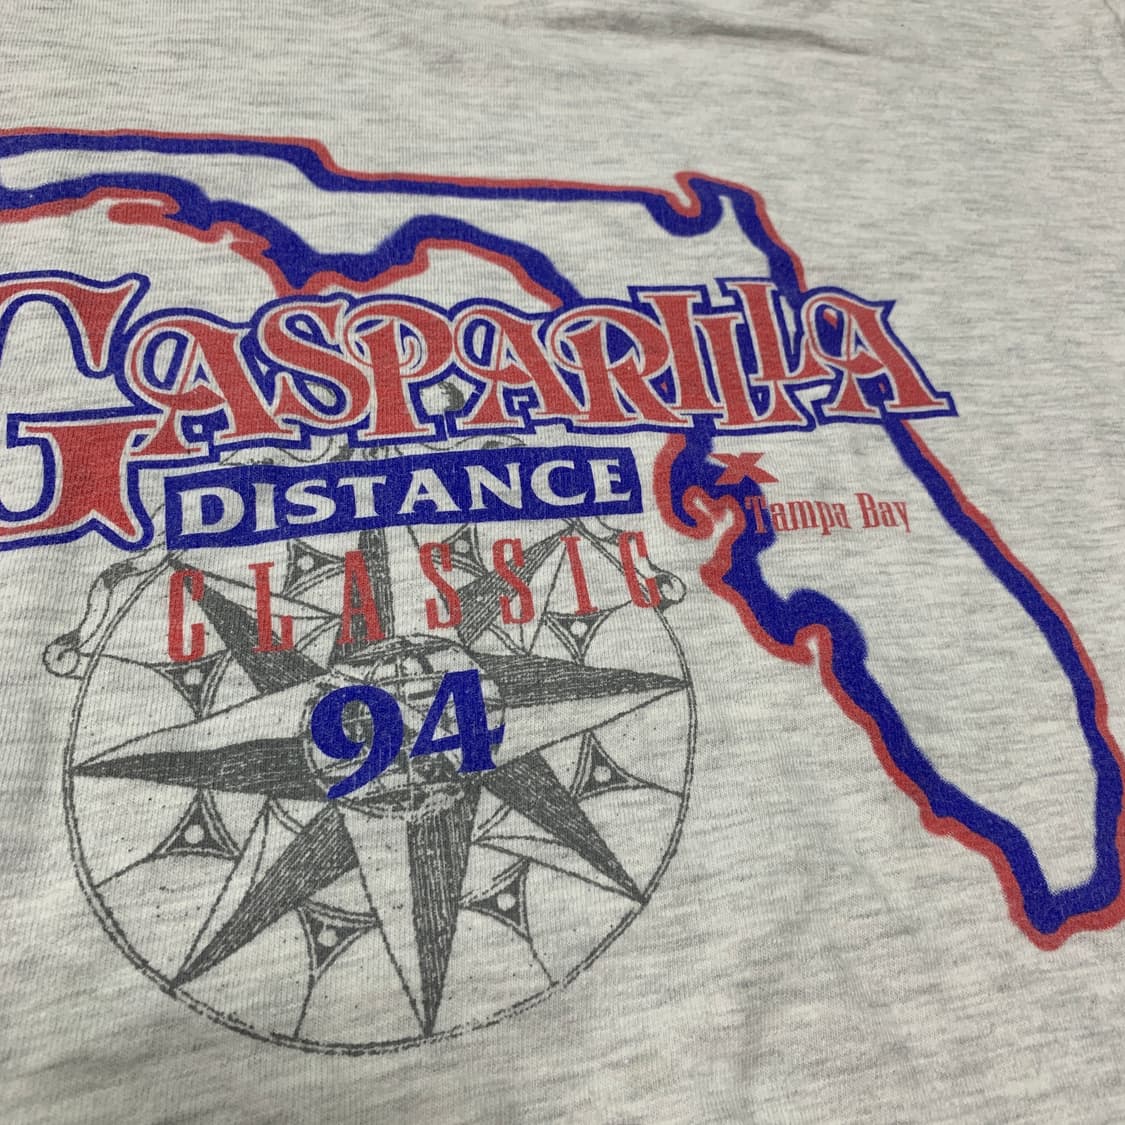 GASPARILLA
DISTANCE
CLASSIC
94
X
Tampa Bay